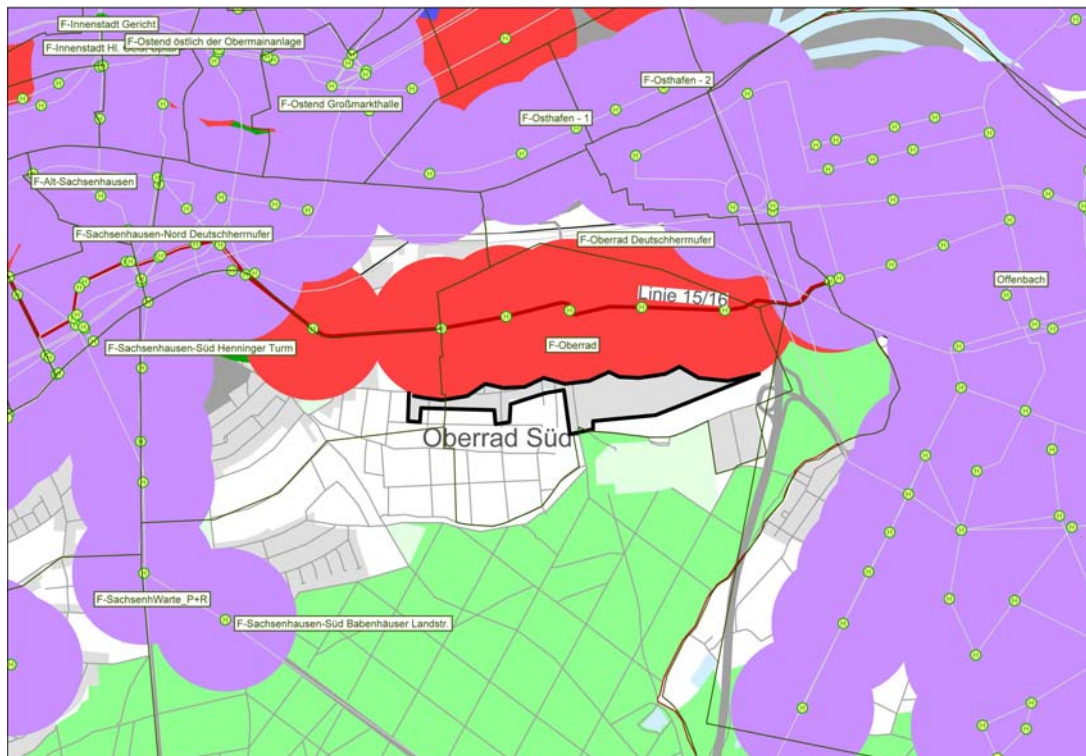 F-Innenstadt Gericht
F-Ostend östlich der Obermainanlage
F-Innenstadt Hl.
F-Osthafen - 2
F-Ostend Großmarkthalle
F-Osthafen - 1
F-Alt-Sachsenhausen
F-Sachsenhausen-Nord Deutschherrnufer
F-Oberrad Deutschherrnufer
Offenbach
Linie 15/16
F-Sachsenhausen-Süd Henninger Turm
F-Oberrad
Oberrad Süd
F-SachsenhWarte_P+R
F-Sachsenhausen-Süd Babenhäuser Landstr.